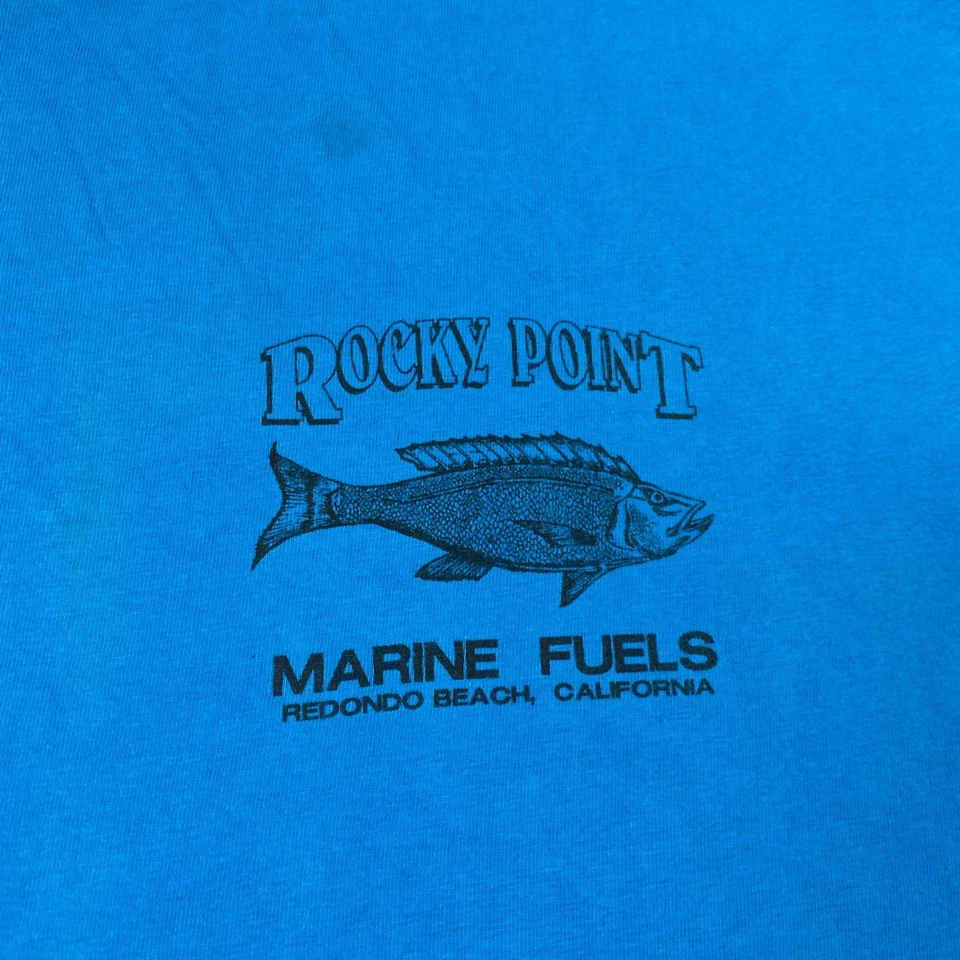 ROCKY POINT
MARINE FUELS
REDONDO BEACH, CALIFORNIA